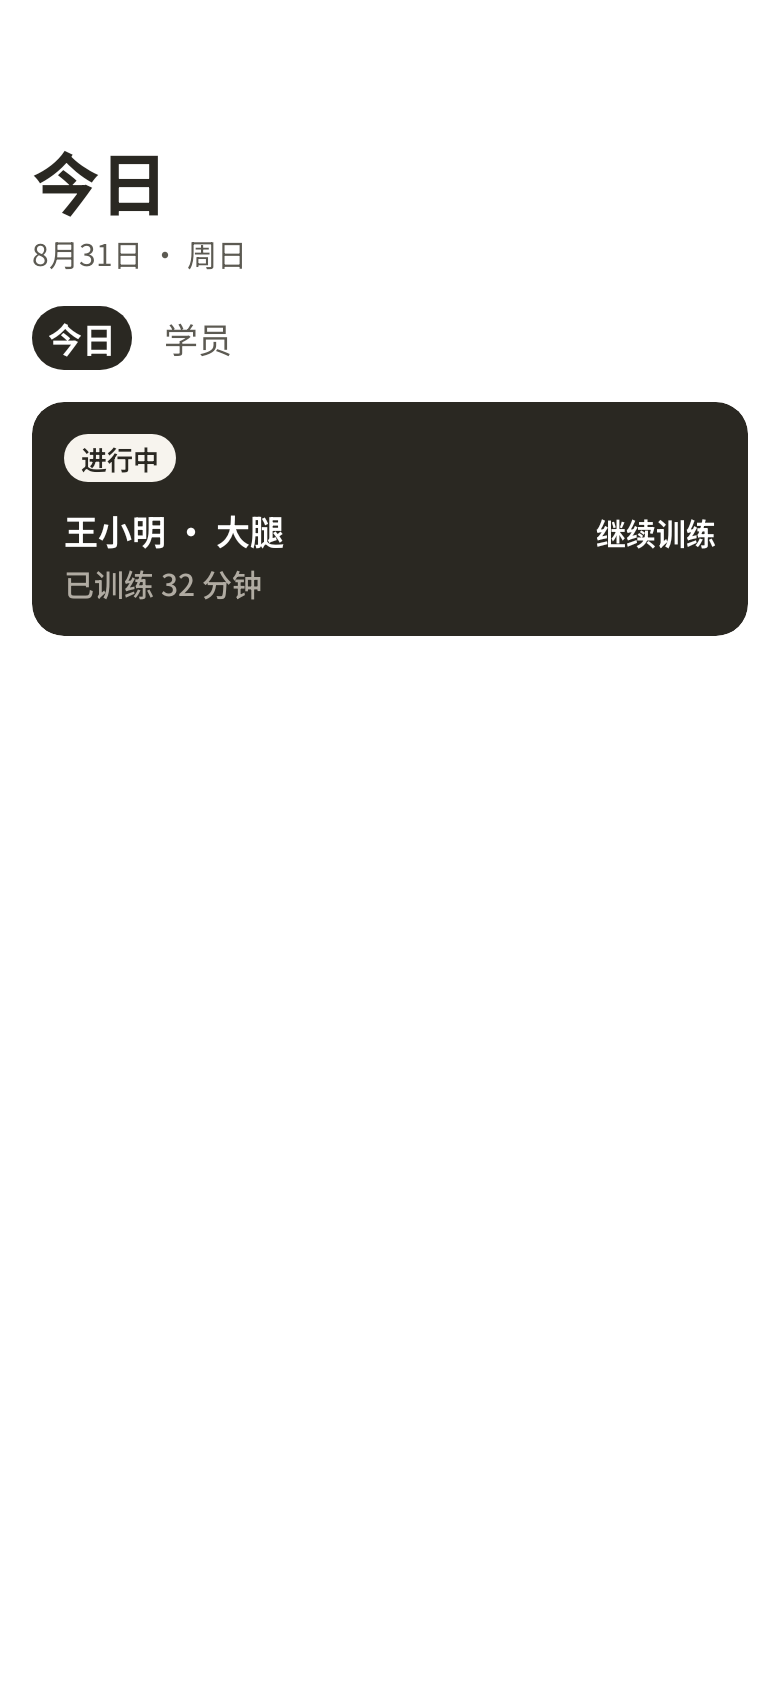 今日
8月31日 · 周日
今日 学员
进行中
王小明 · 大腿 继续训练
已训练 32 分钟